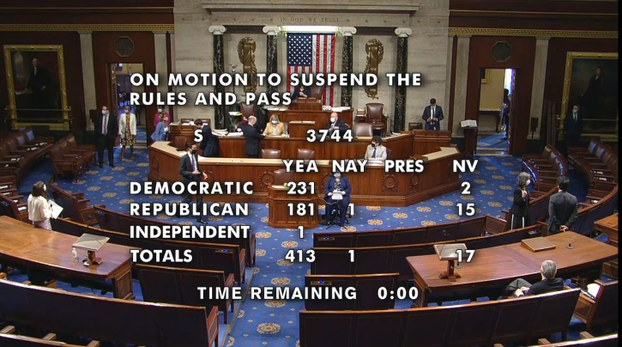 ON MOTION TO SUSPEND THE
RULES AND PASS
S 3744
YEA NAY PRES NV
DEMOCRATIC 231 2
REPUBLICAN 181 1 15
INDEPENDENT 1
TOTALS 413 1 17
TIME REMAINING 0:00